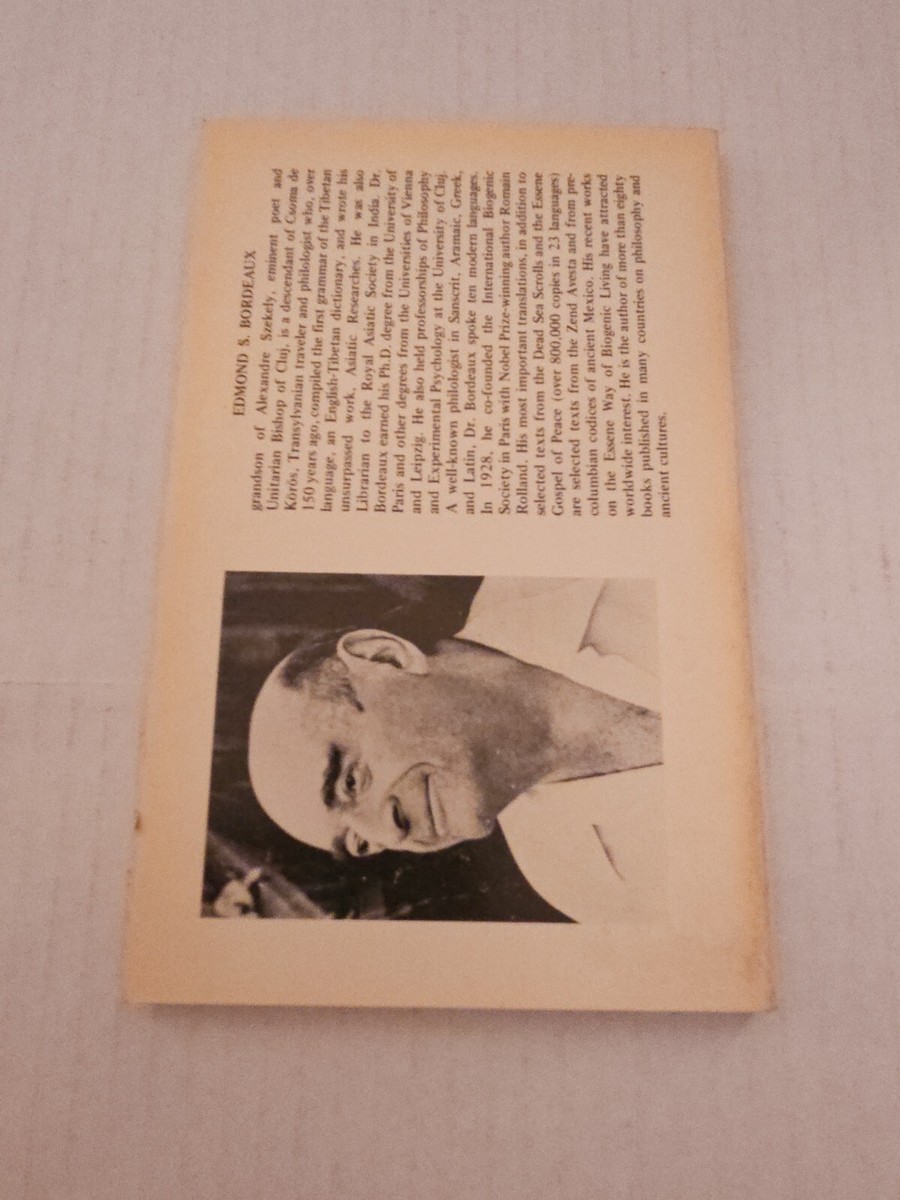 EDMOND S. BORDEAUX
grandson of Alexandre Szekely, eminent poet and
Unitarian Bishop of Cluj, is a descendant of Csoma de
Körös, Transylvanian traveler and philologist who, over
150 years ago, compiled the first grammar of the Tibetan
language, an English-Tibetan dictionary, and wrote his
unsurpassed work, Asiatic Researches. He was also
Librarian to the Royal Asiatic Society in India. Dr.
Bordeaux earned his Ph.D. degree from the University of
Paris and other degrees from the Universities of Vienna
and Leipzig. He also held professorships of Philosophy
and Experimental Psychology at the University of Cluj.
A well-known philologist in Sanscrit, Aramaic, Greek,
and Latin, Dr. Bordeaux spoke ten modern languages.
In 1928, he co-founded the International Biogenic
Society in Paris with Nobel Prize-winning author Romain
Rolland. His most important translations, in addition to
selected texts from the Dead Sea Scrolls and the Essene
Gospel of Peace (over 800,000 copies in 23 languages)
are selected texts from the Zend Avesta and from pre-
columbian codices of ancient Mexico. His recent works
on the Essene Way of Biogenic Living have attracted
worldwide interest. He is the author of more than eighty
books published in many countries on philosophy and
ancient cultures.